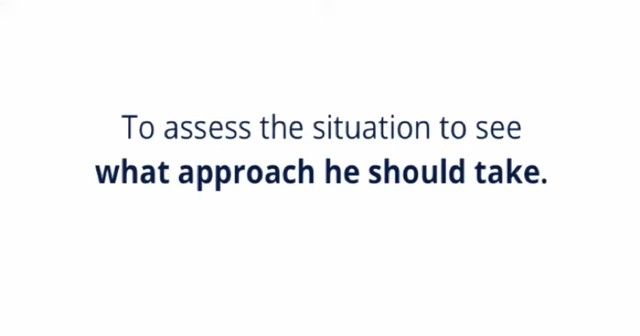 To assess the situation to see
what approach he should take.